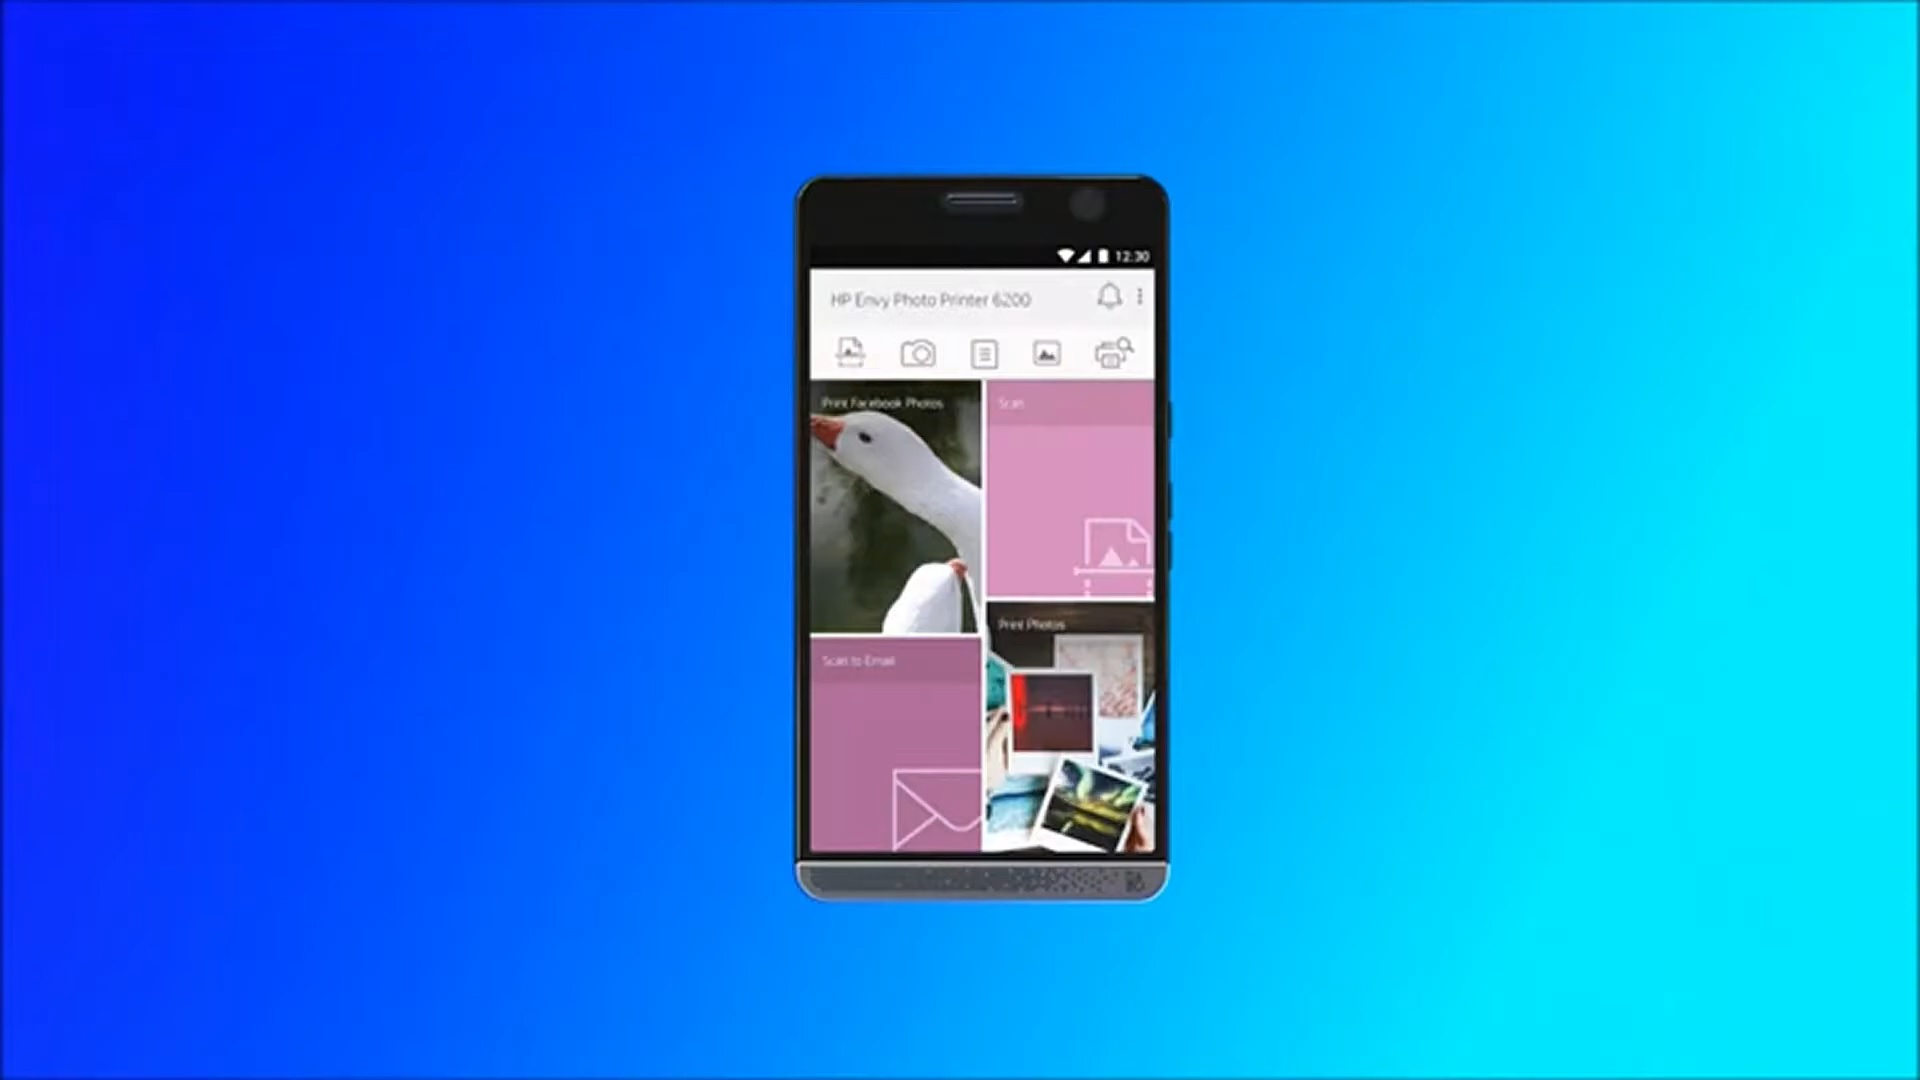 12:30
HP Envy Photo Printer 6200
Print Facebook Photos
Scan
Print Photos
Scan to Email